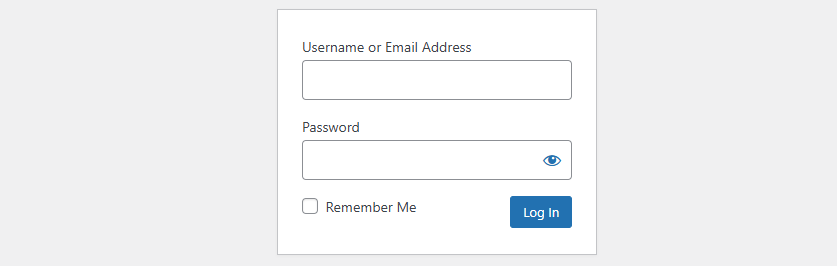 Username or Email Address
Password
Remember Me
Log In